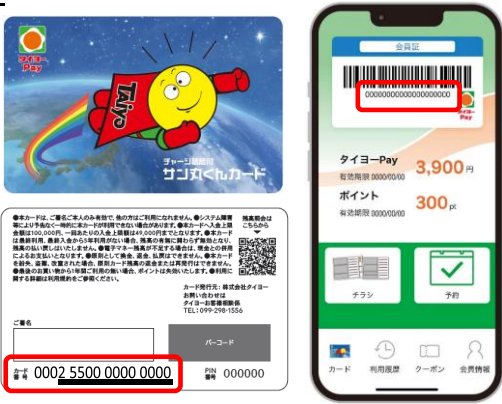 タイヨー
Pay
Taiyo
チャージ機能付
サン丸くんカード
●本カードは、ご署名ご本人のみ有効で、他の方はご利用になれません。●システム障害
等により予告なく一時的に本カードが利用できない場合があります。●本カードへ入金上限
金額は100,000円、一回あたりの入金上限額は49,000円までとなります。●本カード
は最終利用、最終入金から5年利用がない場合、残高の有無に関わらず無効となり、
残高の払い戻しはいたしません。●電子マネー残高が不足する場合は、現金との併用
によるお支払いとなります。●原則として換金、返金、払戻はできません。●本カード
を紛失、盗難、改竄された場合、原則カード残高の返金または再発行はできません。
●最後のお買い物から1年間ご利用の無い場合、ポイントは失効いたします。●利用に
関する詳細は利用規約をご参照ください。
残高照会は
こちらから
▼
カード発行元:株式会社タイヨー
お問い合わせは
タイヨーお客様相談係
TEL:099-298-1556
ご署名
バーコード
カード
番号 0002 5500 0000 0000
PIN
番号 000000
会員証
0000000000000000000
タイヨー
Pay
タイヨーPay
有効期限 0000/00/00
3,900円
ポイント
有効期限 0000/00/00
300pt
チラシ
予約
カード
利用履歴
クーポン
会員情報